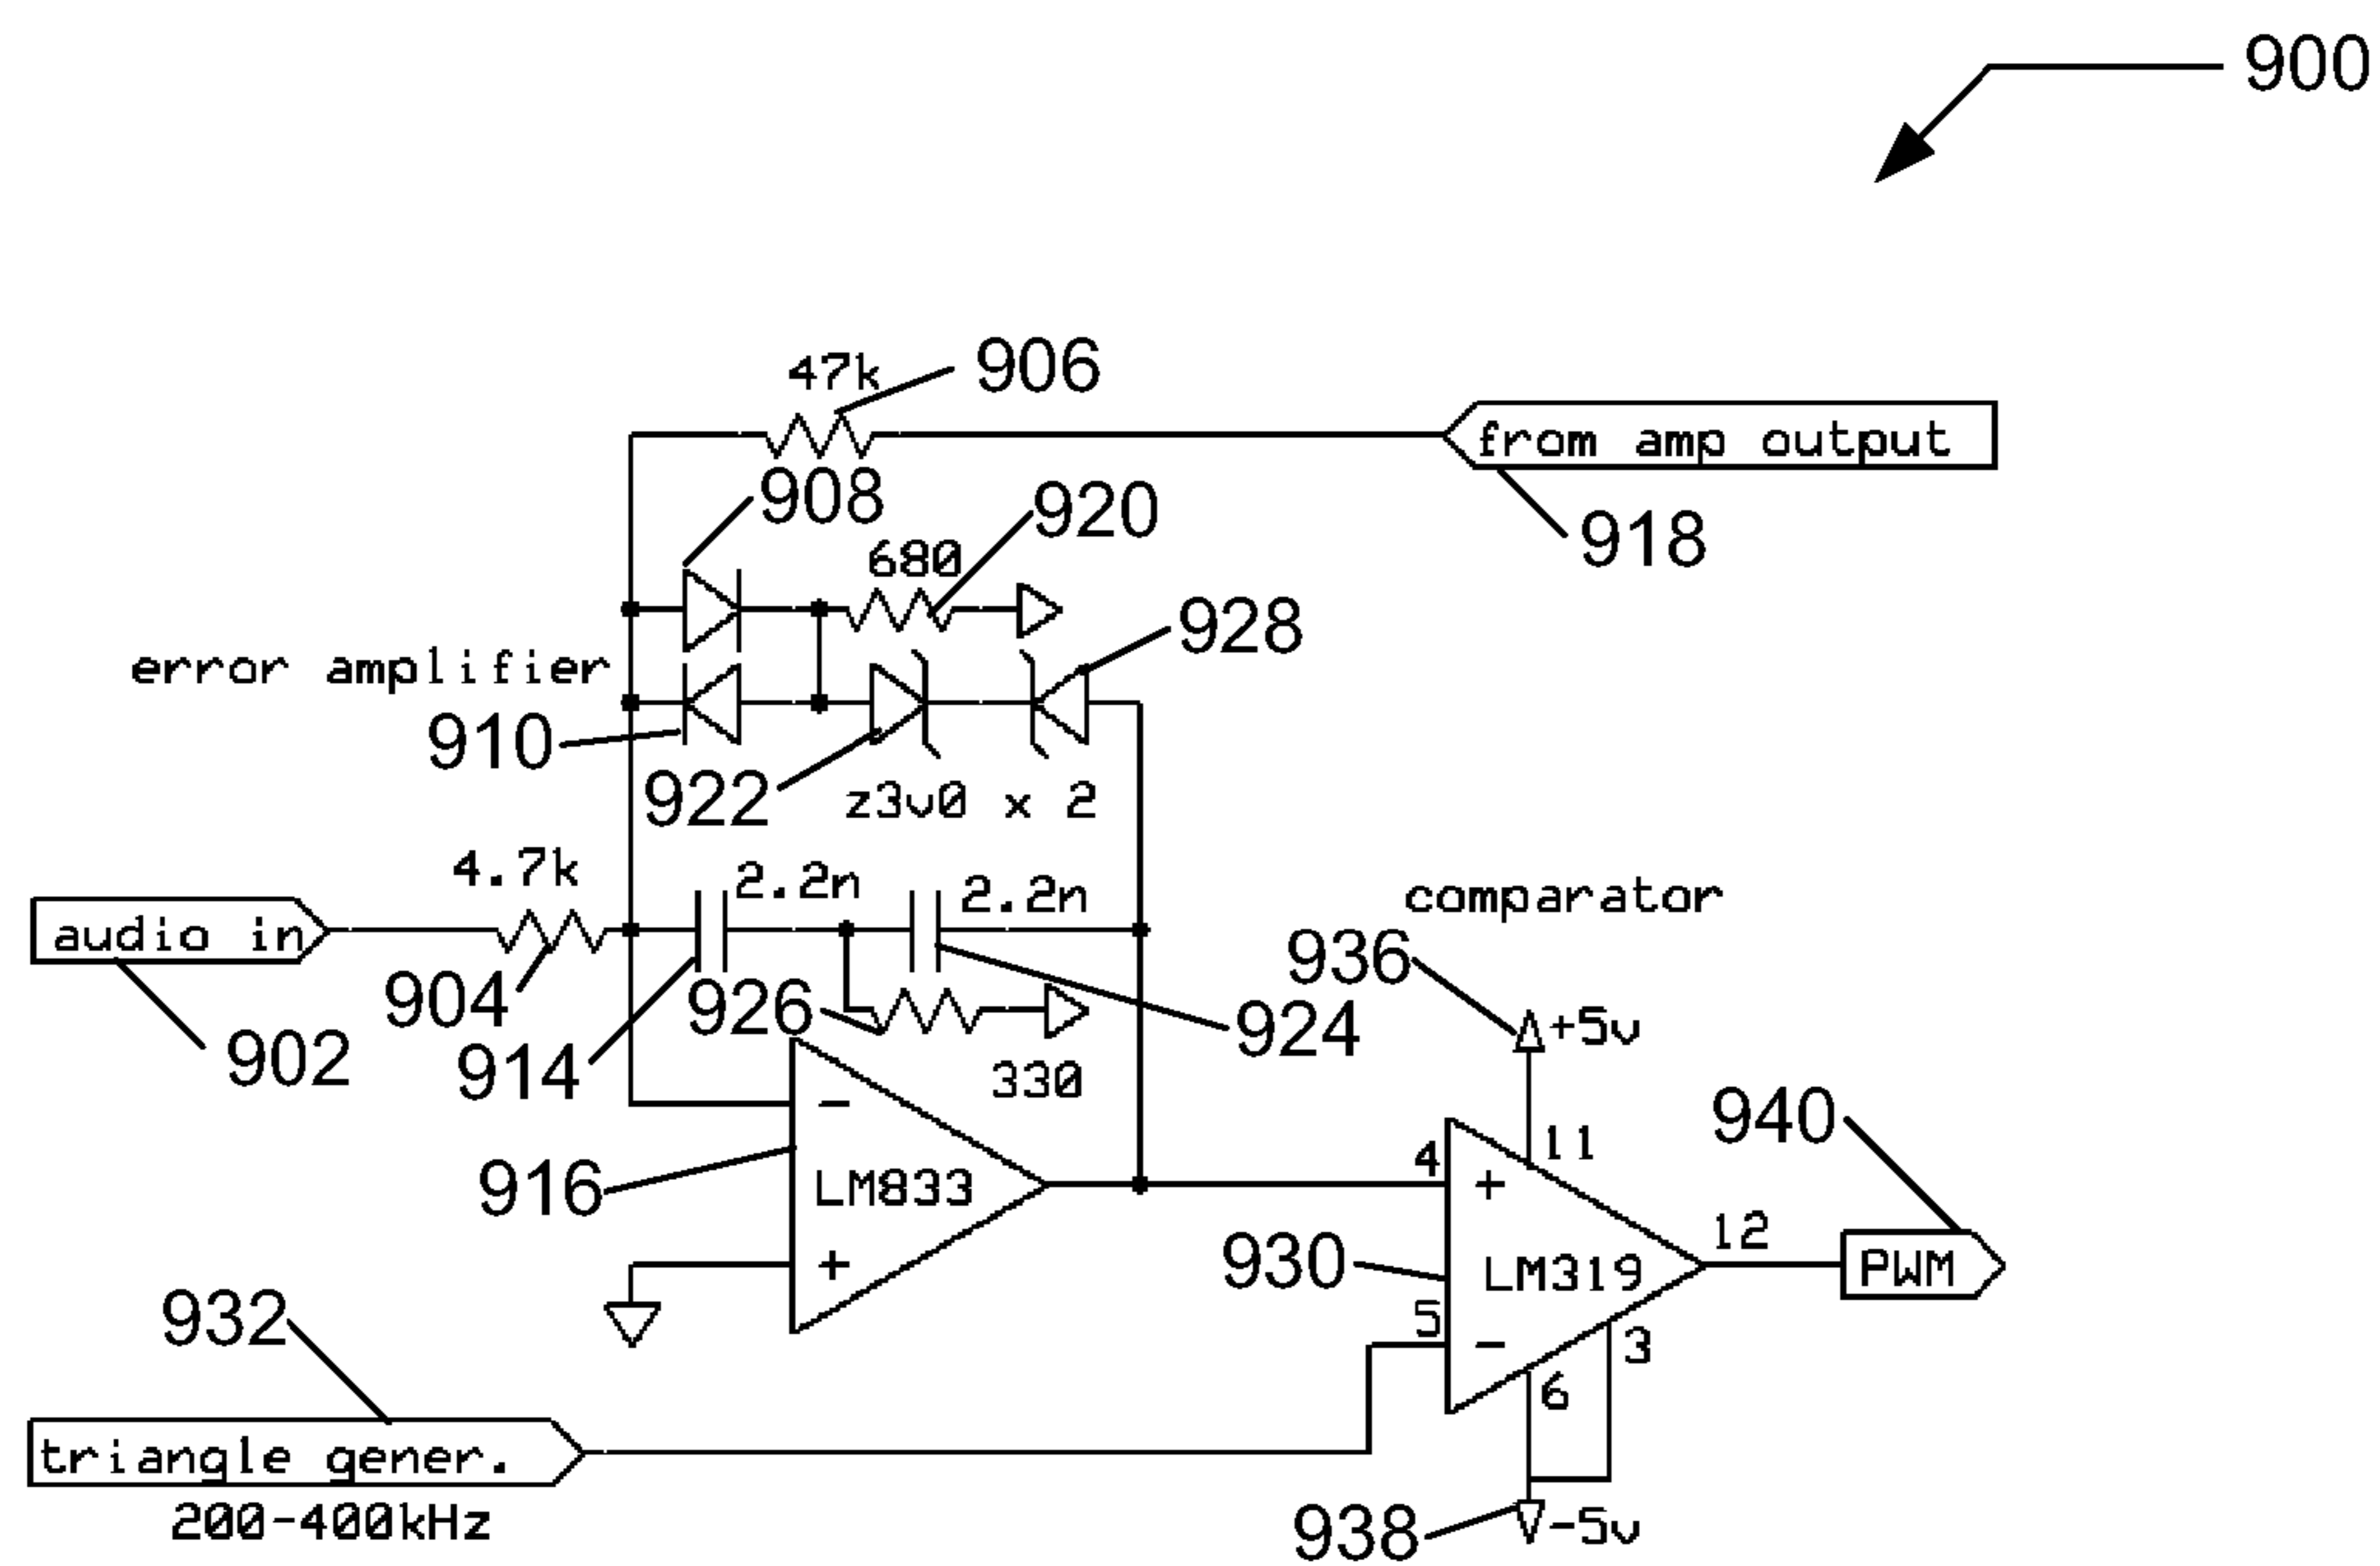 900
47k
906
from amp output
918
908
680
920
928
error amplifier
910
922
z3v0 x 2
4.7k
2.2n
2.2n
audio in
904
902
914
926
924
330
comparator
936
+5v
11
940
916
LM833
-
+
4
+
12
930
LM319
PWM
5
-
3
6
932
triangle gener.
200-400kHz
938
-5v